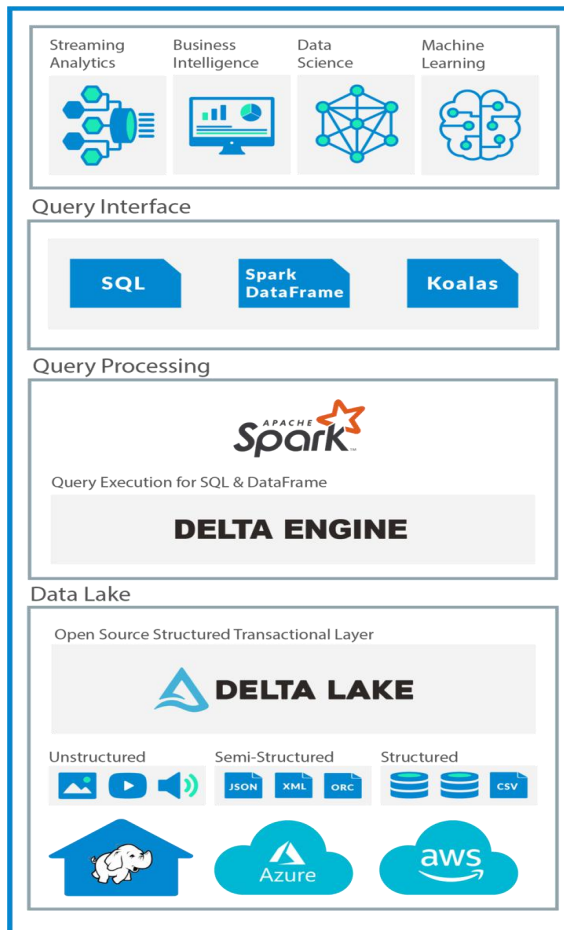 Streaming
Analytics
Business
Intelligence
Data
Science
Machine
Learning
Query Interface
SQL
Spark
DataFrame
Koalas
Query Processing
APACHE
Spark™
Query Execution for SQL & DataFrame
DELTA ENGINE
Data Lake
Open Source Structured Transactional Layer
DELTA LAKE
Unstructured
Semi-Structured
Structured
JSON
XML
ORC
CSV
Azure
aws